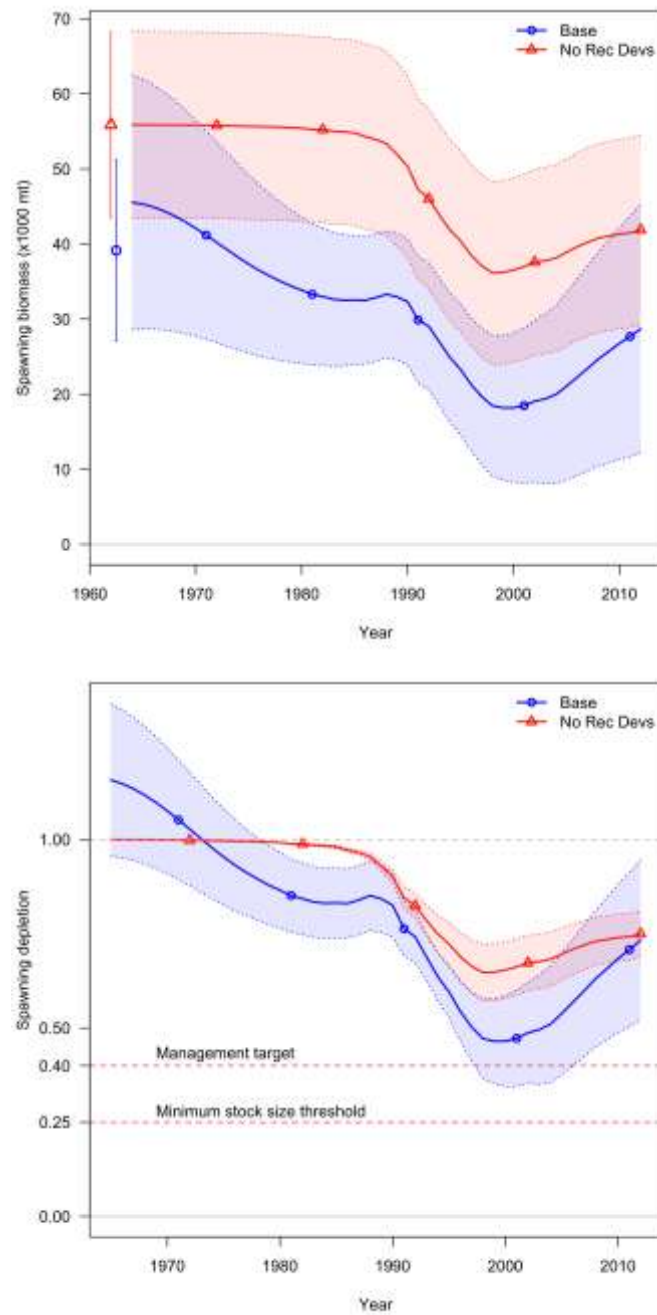 70
60
50
40
30
20
10
0
Spawning biomass (x1000 mt)
Base
No Rec Devs
1960 1970 1980 1990 2000 2010
Year
1.00
0.50
0.40
0.25
0.00
Spawning depletion
Base
No Rec Devs
Management target
Minimum stock size threshold
1970 1980 1990 2000 2010
Year